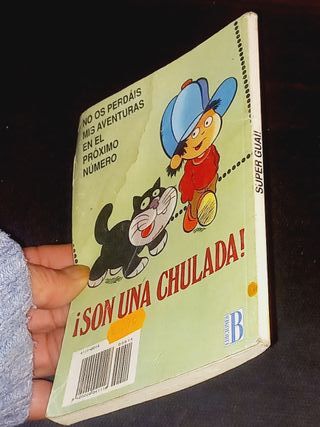 NO OS PERDÁIS
MIS AVENTURAS
EN EL
PRÓXIMO
NÚMERO
¡SON UNA CHULADA!
SUPER GUAI!
EDICIONES
B